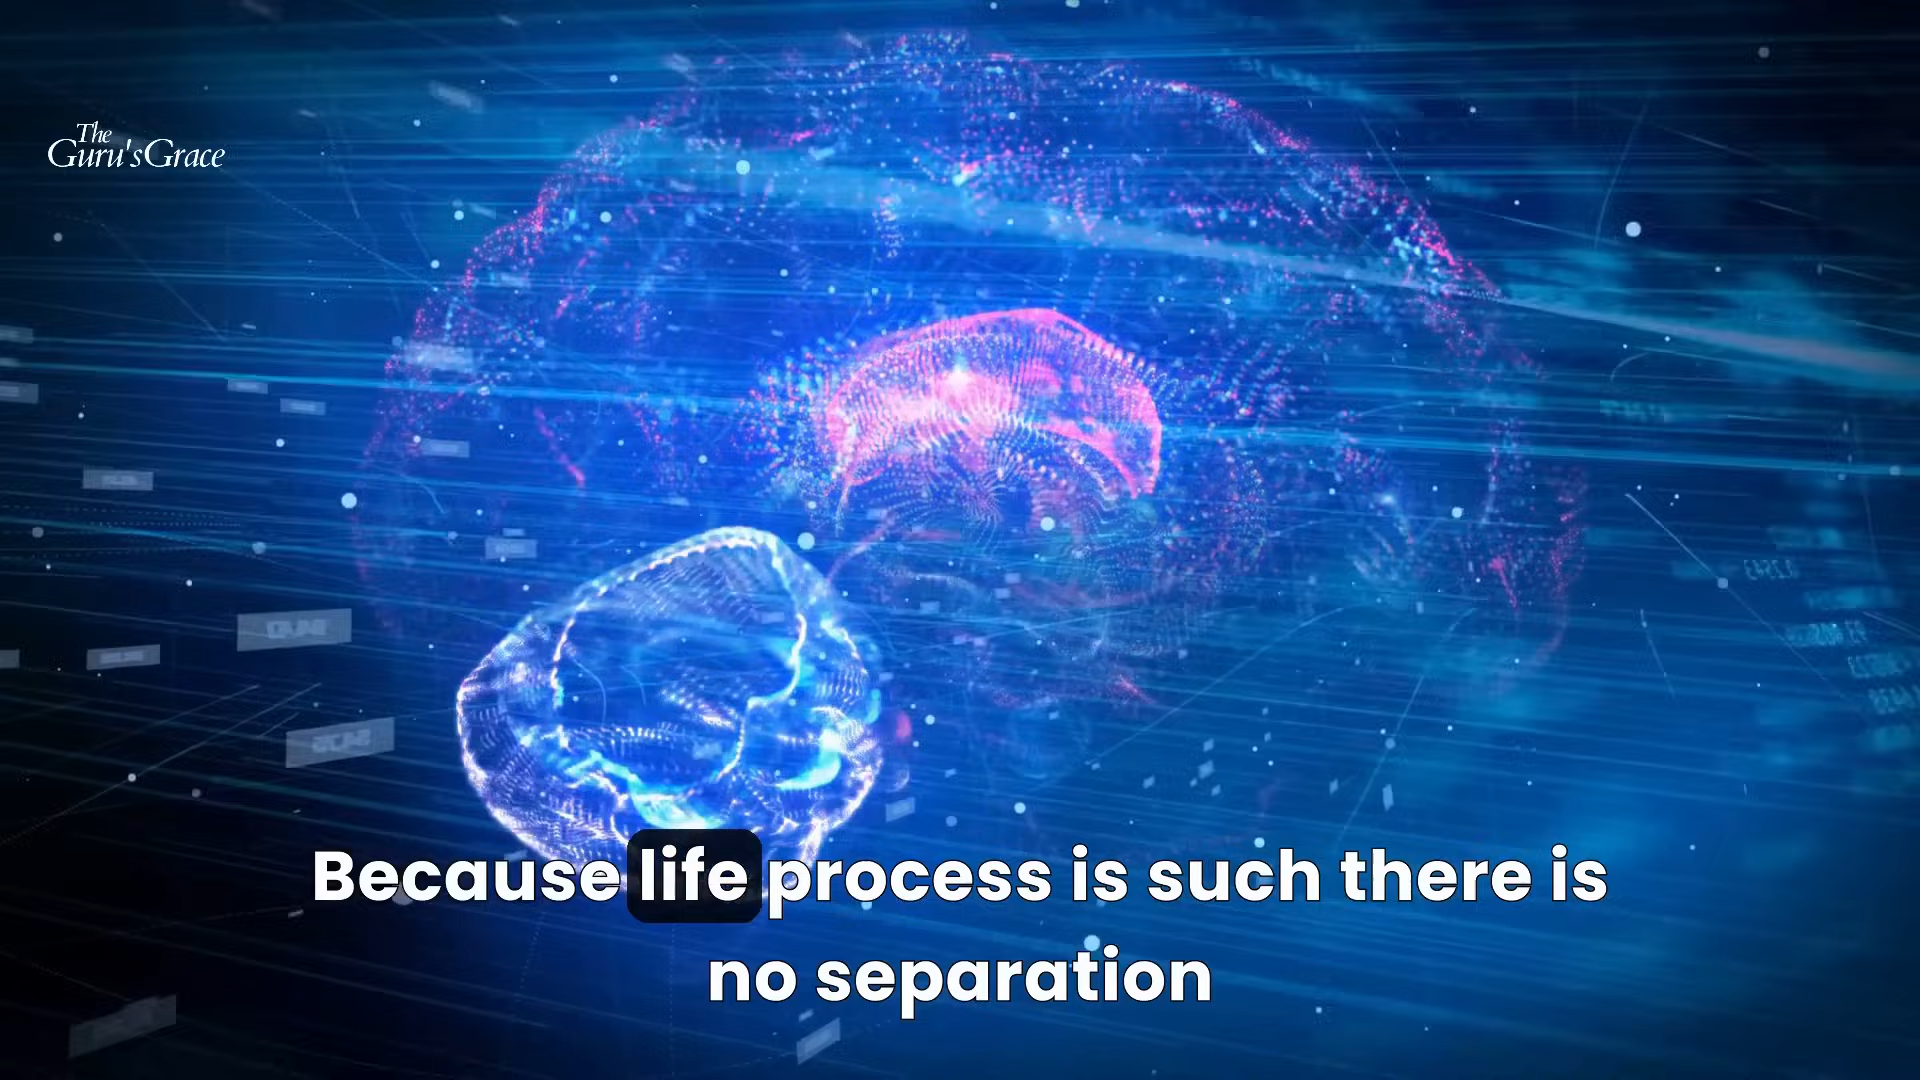 The
Guru'sGrace
Because life process is such there is
no separation